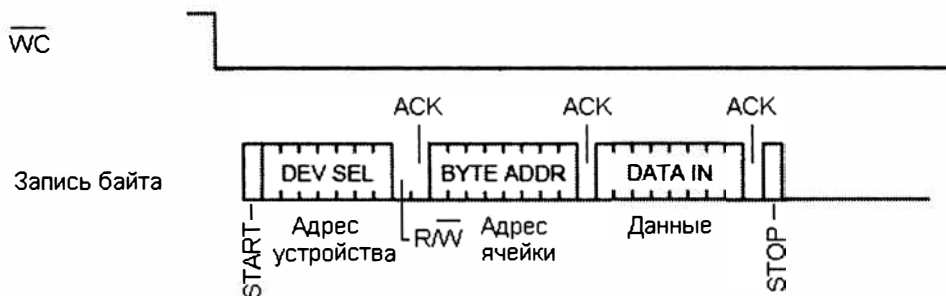 WC
ACK ACK ACK
Запись байта
DEV SEL BYTE ADDR DATA IN
START
Адрес
устройства
R/W
Адрес
ячейки
Данные
STOP